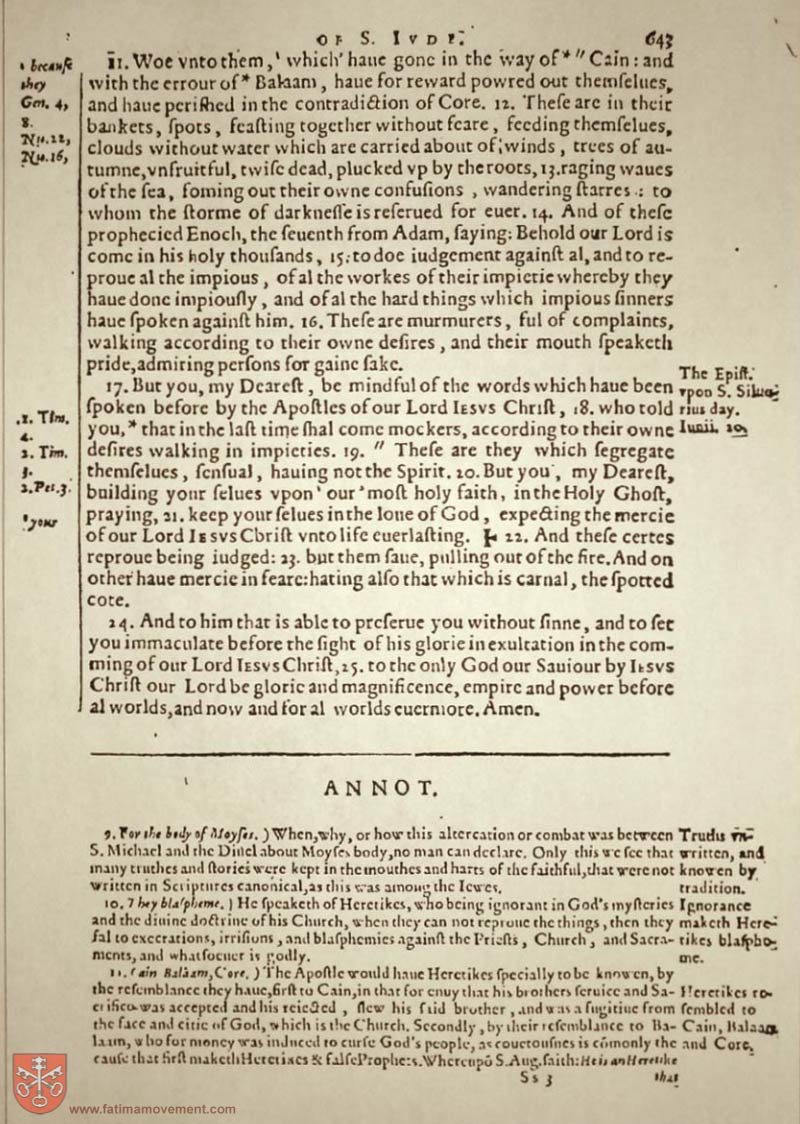 OF S. IVDE. 643
11. Woe vnto them, ‛ which’ haue gone in the way of * " Cain: and
with the errour of * Balaam, haue for reward powred out themſelues,
and haue periſhed in the contradiction of Core. 12. Theſe are in their
bankets, ſpots, feaſting together without feare, feeding themſelues,
clouds without water which are carried about of winds, trees of au-
tumne, vnfruitful, twiſe dead, plucked vp by the roots, 13. raging waues
of the ſea, foming out their owne confuſions, wandering ſtarres: to
whom the ſtorme of darkneſſe is reſerued for euer. 14. And of theſe
prophecied Enoch, the ſeuenth from Adam, ſaying: Behold our Lord is
come in his holy thouſands, 15. to doe iudgement againſt al, and to re-
proue al the impious, of al the workes of their impietie whereby they
haue done impiouſly, and of al the hard things which impious ſinners
haue ſpoken againſt him. 16. Theſe are murmurers, ful of complaints,
walking according to their owne deſires, and their mouth ſpeaketh
pride, admiring perſons for gaine ſake.
17. But you, my Deareſt, be mindful of the words which haue been
ſpoken before by the Apoſtles of our Lord IESVS Chriſt, 18. who told
you, * that in the laſt time ſhal come mockers, according to their owne
deſires walking in impieties. 19. " Theſe are they which ſegregate
themſelues, ſenſual, hauing not the Spirit. 20. But you, my Deareſt,
building your ſelues vpon ‛ our ’ moſt holy faith, in the Holy Ghoſt,
praying, 21. keep your ſelues in the loue of God, expecting the mercie
of our Lord IESVS Chriſt vnto life euerlaſting. 22. And theſe certes
reproue being iudged: 23. but them ſaue, pulling out of the fire. And on
other haue mercie in feare: hating alſo that which is carnal, the ſpotted
cote.
24. And to him that is able to preſerue you without ſinne, and to ſet
you immaculate before the ſight of his glorie in exultation in the com-
ming of our Lord IESVS Chriſt, 25. to the only God our Sauiour by IESVS
Chriſt our Lord be glorie and magnificence, empire and power before
al worlds, and now and for al worlds euermore. Amen.
‛ becauſe
they
Gen. 4,
8.
Nu. 22,
Nu. 16,
1. Tim.
4.
2. Tim.
3.
2. Pet. 3.
‛ your
The Epiſt.
vpon S. Silue-
rius day.
Iunii. 20.
ANNOT.
9. For the body of Moyſes. ) When, why, or how this altercation or combat was between
S. Michael and the Diuel about Moyſes body, no man can declare. Only this we ſee that
many truthes and ſtories were kept in the mouthes and harts of the faithful, that were not
written in Scriptures canonical, as this was among the Iewes.
10. They blaſpheme. ) He ſpeaketh of Heretikes, who being ignorant in God's myſteries
and the diuine doctrine of his Church, when they can not reproue the things, then they
fal to execrations, irriſions, and blaſphemies againſt the Prieſts, Church, and Sacra-
ments, and whatſoeuer is godly.
11. Cain Balaam, Core. ) The Apoſtle would haue Heretikes ſpecially to be knowen, by
the reſemblance they haue, firſt to Cain, in that for enuy that his brothers ſeruice and Sa-
crifice was accepted and his reiected, ſlew his ſaid brother, and was a fugitiue from
the face and citie of God, which is the Church. Secondly, by their reſemblance to Ba-
laam, who for money was induced to curſe God's people, as couetouſnes is cōmonly the
cauſe that firſt maketh Heretikes & falſe Prophets. Whereupō S. Aug. ſaith: He is an Heretike
Ss 3 that
written, and
knowen by
tradition.
Ignorance
maketh Here-
tikes blaſphe-
me.
Heretikes re-
ſembled to
Cain, Balaam
and Core.
www.fatimamovement.com